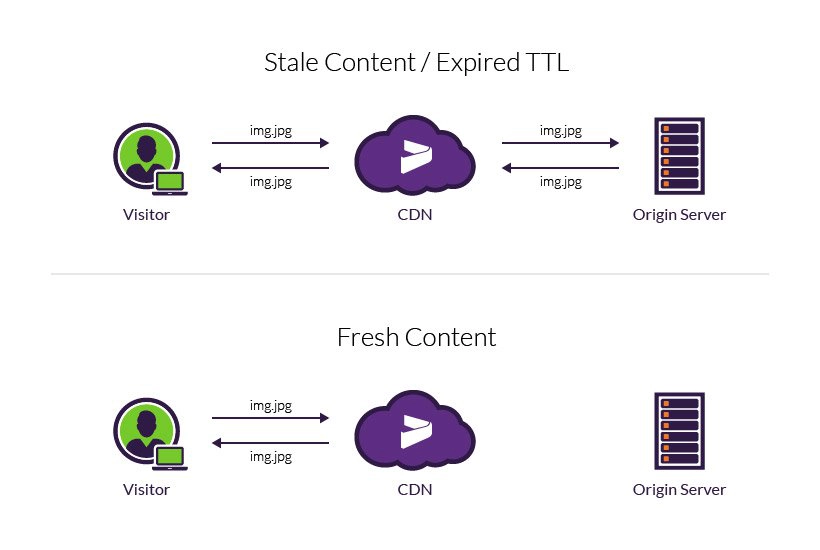 Stale Content / Expired TTL
img.jpg
img.jpg
img.jpg
img.jpg
Visitor
CDN
Origin Server
Fresh Content
img.jpg
img.jpg
Visitor
CDN
Origin Server